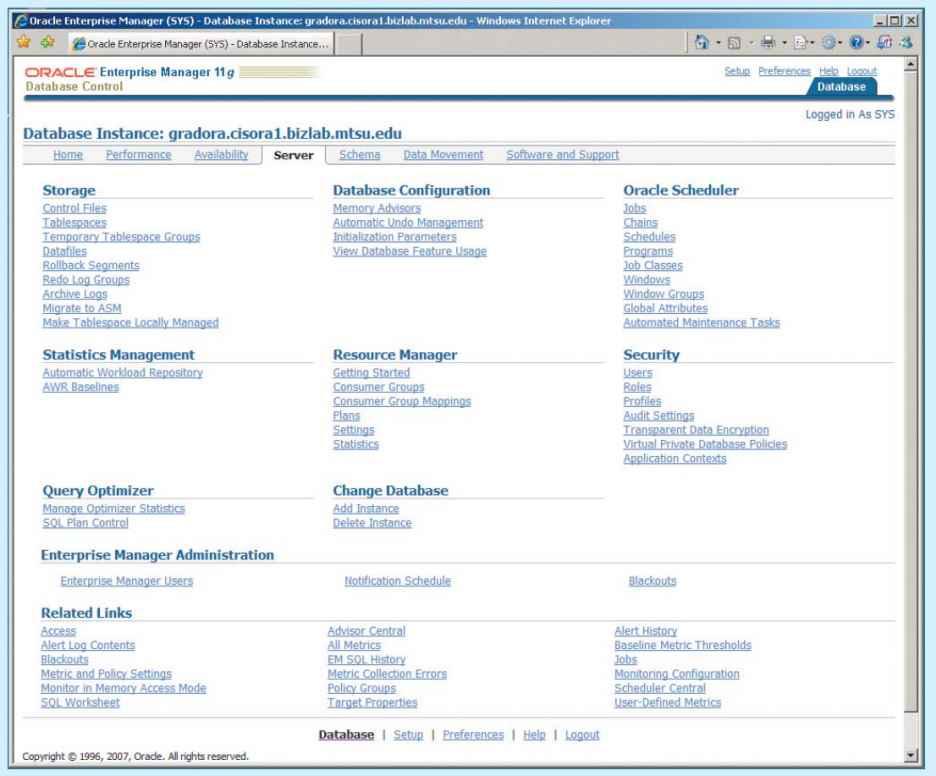 Oracle Enterprise Manager (SYS) - Database Instance: gradora.cisora1.bizlab.mtsu.edu - Windows Internet Explorer
Oracle Enterprise Manager (SYS) - Database Instance...
ORACLE Enterprise Manager 11g
Database Control
Setup Preferences Help Logout
Database
Logged in As SYS
Database Instance: gradora.cisora1.bizlab.mtsu.edu
Home Performance Availability Server Schema Data Movement Software and Support
Storage
Control Files
Tablespaces
Temporary Tablespace Groups
Datafiles
Rollback Segments
Redo Log Groups
Archive Logs
Migrate to ASM
Make Tablespace Locally Managed
Database Configuration
Memory Advisors
Automatic Undo Management
Initialization Parameters
View Database Feature Usage
Oracle Scheduler
Jobs
Chains
Schedules
Programs
Job Classes
Windows
Window Groups
Global Attributes
Automated Maintenance Tasks
Statistics Management
Automatic Workload Repository
AWR Baselines
Resource Manager
Getting Started
Consumer Groups
Consumer Group Mappings
Plans
Settings
Statistics
Security
Users
Roles
Profiles
Audit Settings
Transparent Data Encryption
Virtual Private Database Policies
Application Contexts
Query Optimizer
Manage Optimizer Statistics
SQL Plan Control
Change Database
Add Instance
Delete Instance
Enterprise Manager Administration
Enterprise Manager Users Notification Schedule Blackouts
Related Links
Access
Alert Log Contents
Blackouts
Metric and Policy Settings
Monitor in Memory Access Mode
SQL Worksheet
Advisor Central
All Metrics
EM SQL History
Metric Collection Errors
Policy Groups
Target Properties
Alert History
Baseline Metric Thresholds
Jobs
Monitoring Configuration
Scheduler Central
User-Defined Metrics
Database | Setup | Preferences | Help | Logout
Copyright © 1996, 2007, Oracle. All rights reserved.